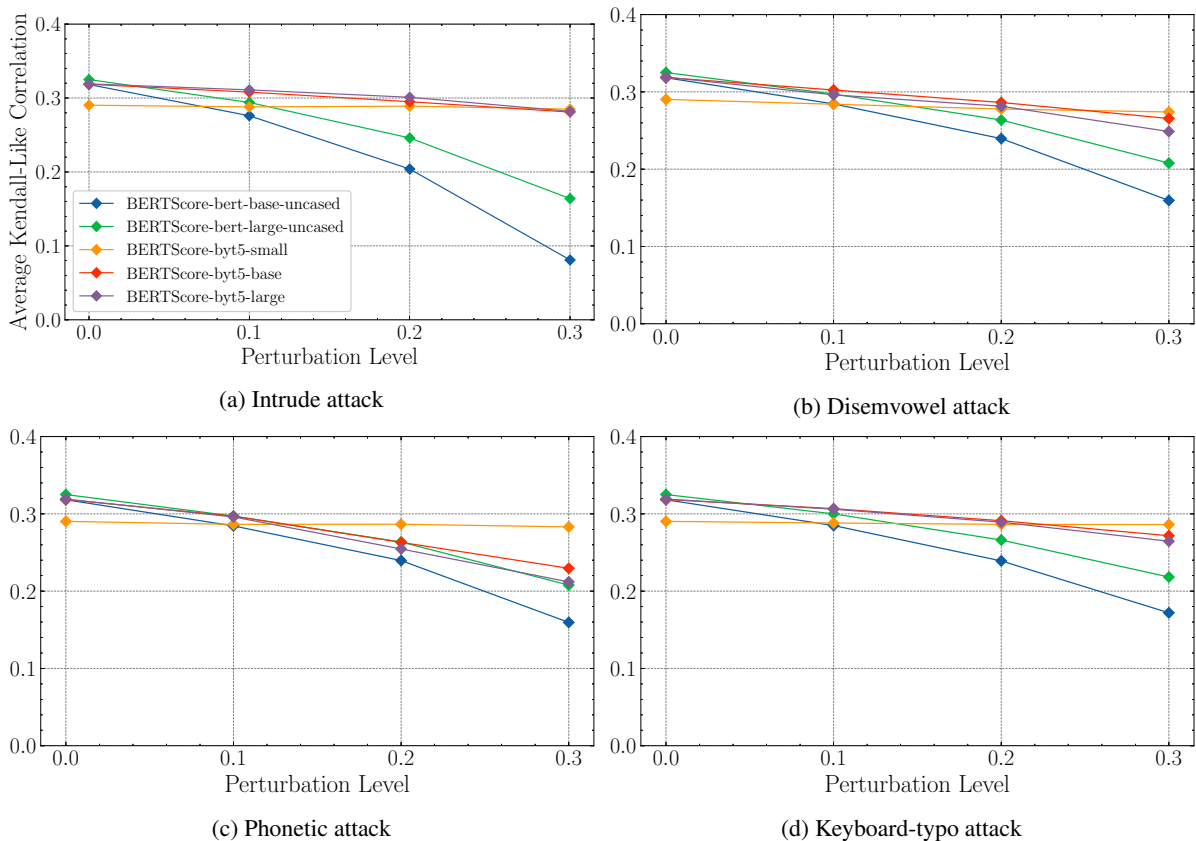 Average Kendall-Like Correlation
0.4
0.3
0.2
0.1
0.0
BERTScore-bert-base-uncased
BERTScore-bert-large-uncased
BERTScore-byt5-small
BERTScore-byt5-base
BERTScore-byt5-large
0.0 0.1 0.2 0.3
Perturbation Level
(a) Intrude attack
0.4
0.3
0.2
0.1
0.0
0.0 0.1 0.2 0.3
Perturbation Level
(b) Disemvowel attack
0.4
0.3
0.2
0.1
0.0
0.0 0.1 0.2 0.3
Perturbation Level
(c) Phonetic attack
0.4
0.3
0.2
0.1
0.0
0.0 0.1 0.2 0.3
Perturbation Level
(d) Keyboard-typo attack